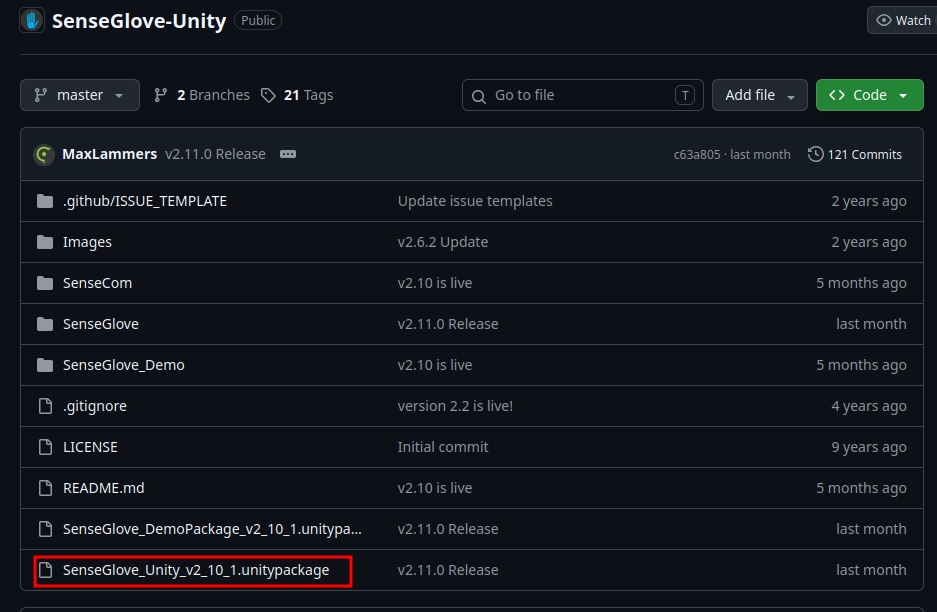 SenseGlove-Unity Public Watch
master 2 Branches 21 Tags Go to file T Add file Code
MaxLammers v2.11.0 Release c63a805 · last month 121 Commits
.github/ISSUE_TEMPLATE Update issue templates 2 years ago
Images v2.6.2 Update 2 years ago
SenseCom v2.10 is live 5 months ago
SenseGlove v2.11.0 Release last month
SenseGlove_Demo v2.10 is live 5 months ago
.gitignore version 2.2 is live! 4 years ago
LICENSE Initial commit 9 years ago
README.md v2.10 is live 5 months ago
SenseGlove_DemoPackage_v2_10_1.unitypa... v2.11.0 Release last month
SenseGlove_Unity_v2_10_1.unitypackage v2.11.0 Release last month